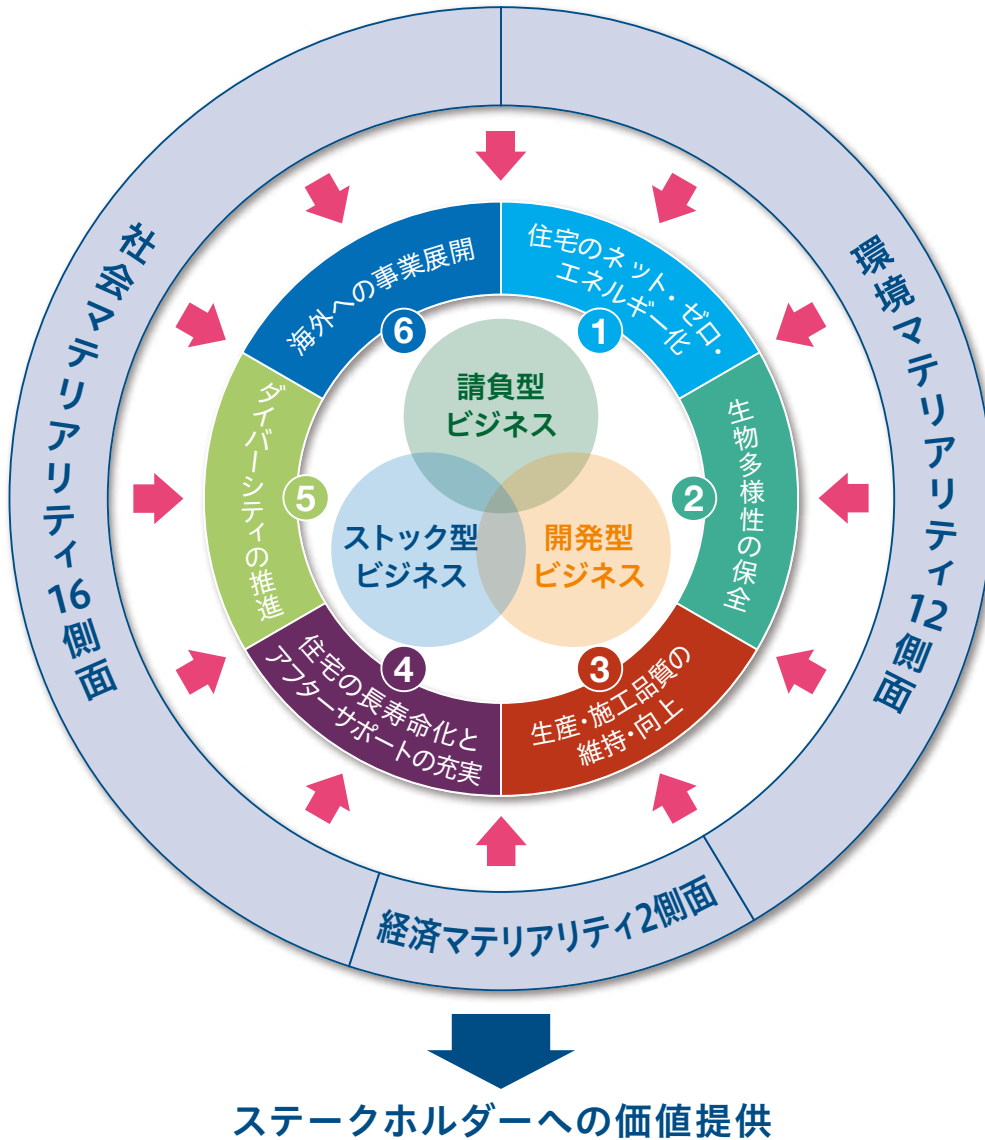 社会マテリアリティ16側面
環境マテリアリティ12側面
経済マテリアリティ2側面
1
住宅のネット・ゼロ・
エネルギー化
2
生物多様性の保全
3
生産・施工品質の
維持・向上
4
住宅の長寿命化と
アフターサポートの充実
5
ダイバーシティの推進
6
海外への事業展開
請負型
ビジネス
ストック型
ビジネス
開発型
ビジネス
ステークホルダーへの価値提供